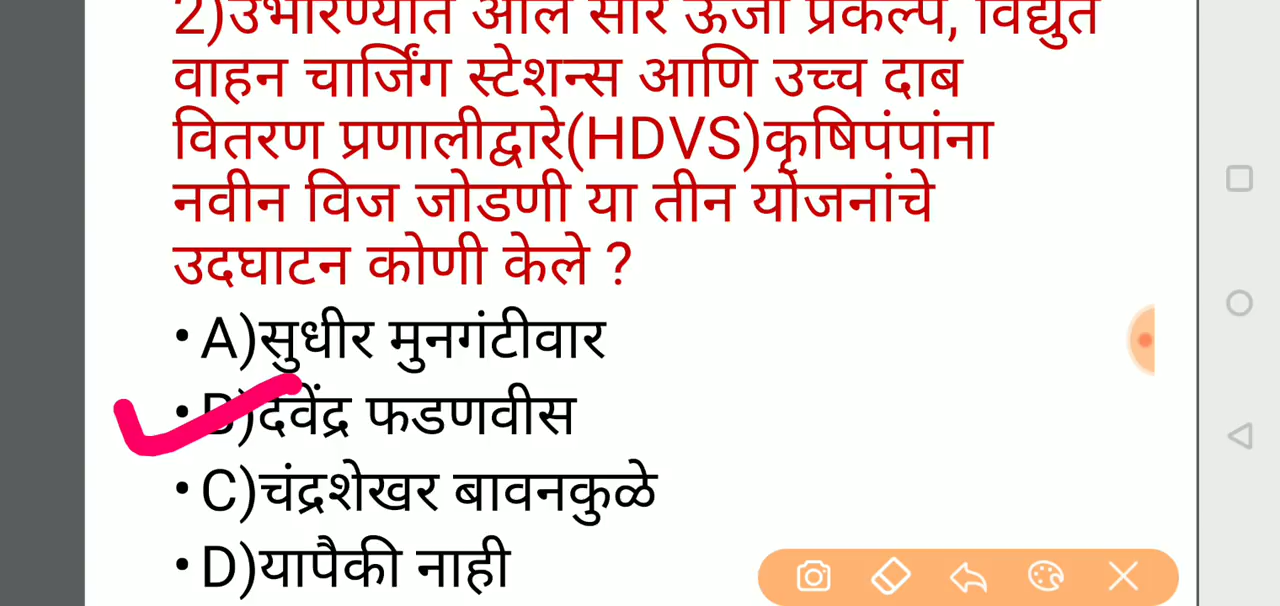 2)उभारण्यात आले सौर ऊर्जा प्रकल्प, विद्युत
वाहन चार्जिंग स्टेशन्स आणि उच्च दाब
वितरण प्रणालीद्वारे(HDVS)कृषिपंपांना
नवीन विज जोडणी या तीन योजनांचे
उदघाटन कोणी केले ?
• A)सुधीर मुनगंटीवार
• B)देवेंद्र फडणवीस
• C)चंद्रशेखर बावनकुळे
• D)यापैकी नाही